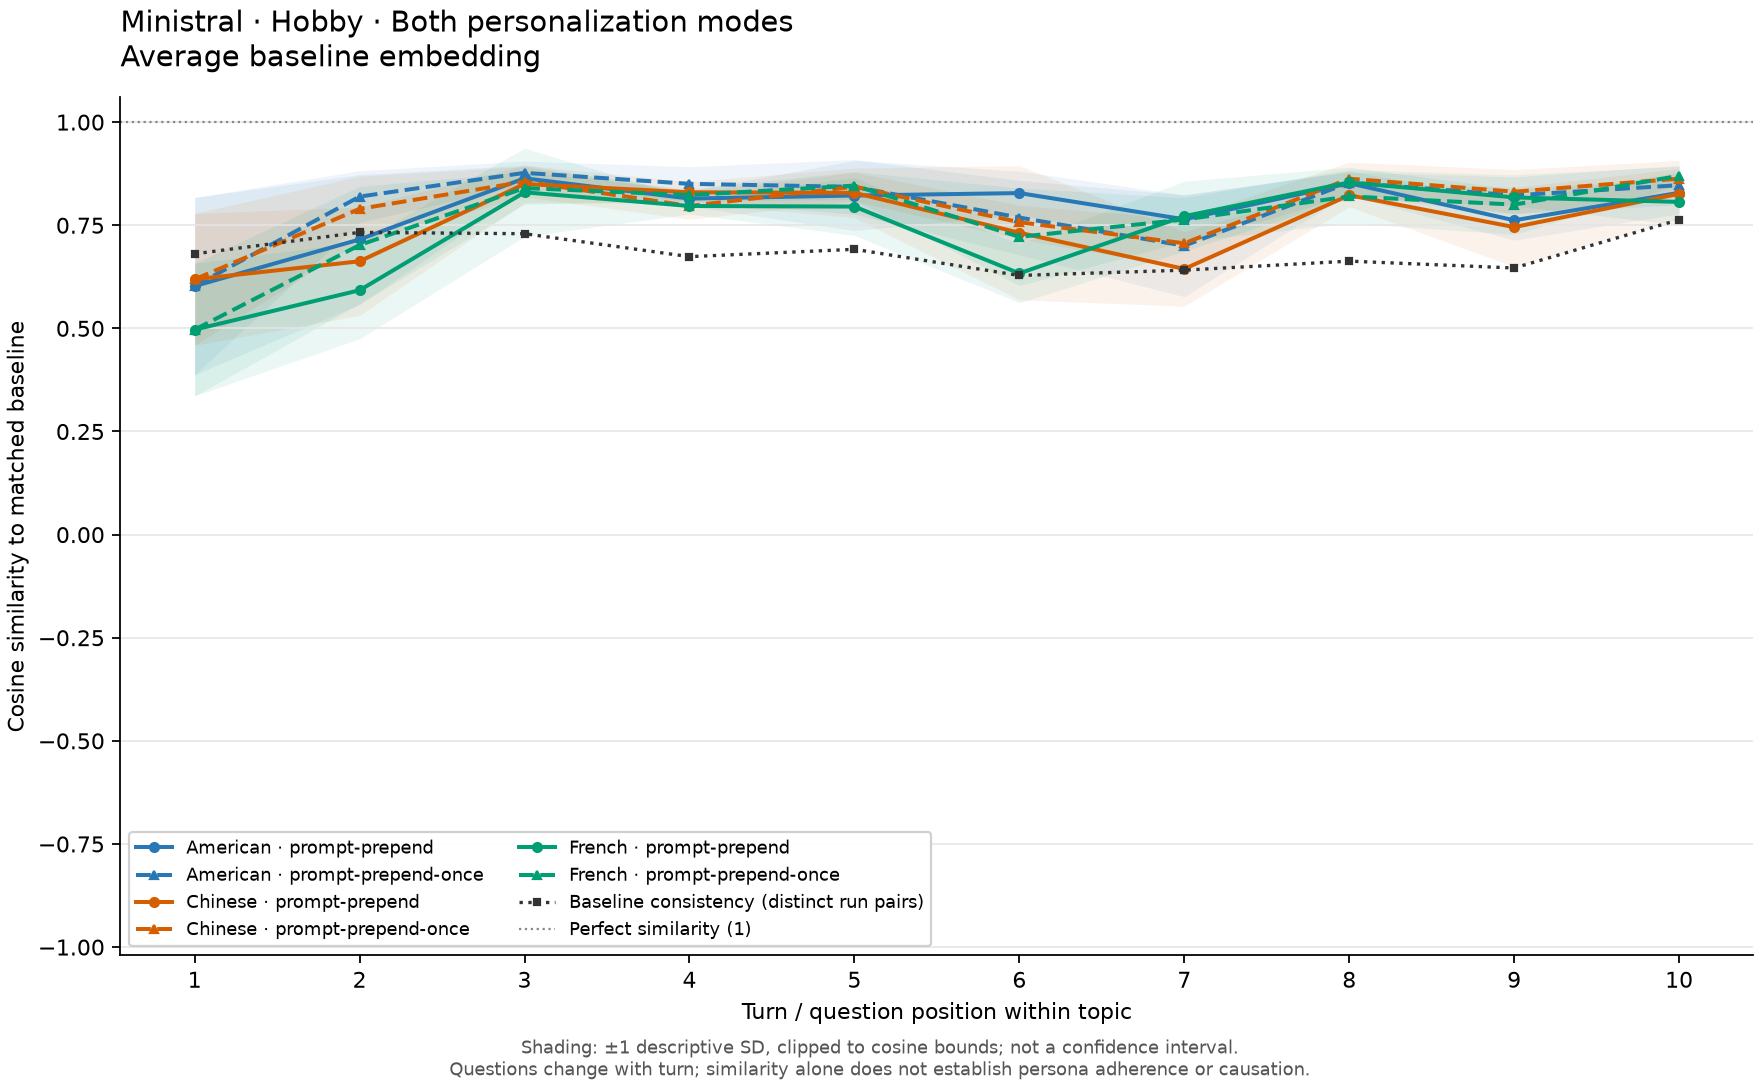 Ministral · Hobby · Both personalization modes
Average baseline embedding
Cosine similarity to matched baseline
1.00
0.75
0.50
0.25
0.00
−0.25
−0.50
−0.75
−1.00
American · prompt-prepend
American · prompt-prepend-once
Chinese · prompt-prepend
Chinese · prompt-prepend-once
French · prompt-prepend
French · prompt-prepend-once
Baseline consistency (distinct run pairs)
Perfect similarity (1)
1 2 3 4 5 6 7 8 9 10
Turn / question position within topic
Shading: ±1 descriptive SD, clipped to cosine bounds; not a confidence interval.
Questions change with turn; similarity alone does not establish persona adherence or causation.